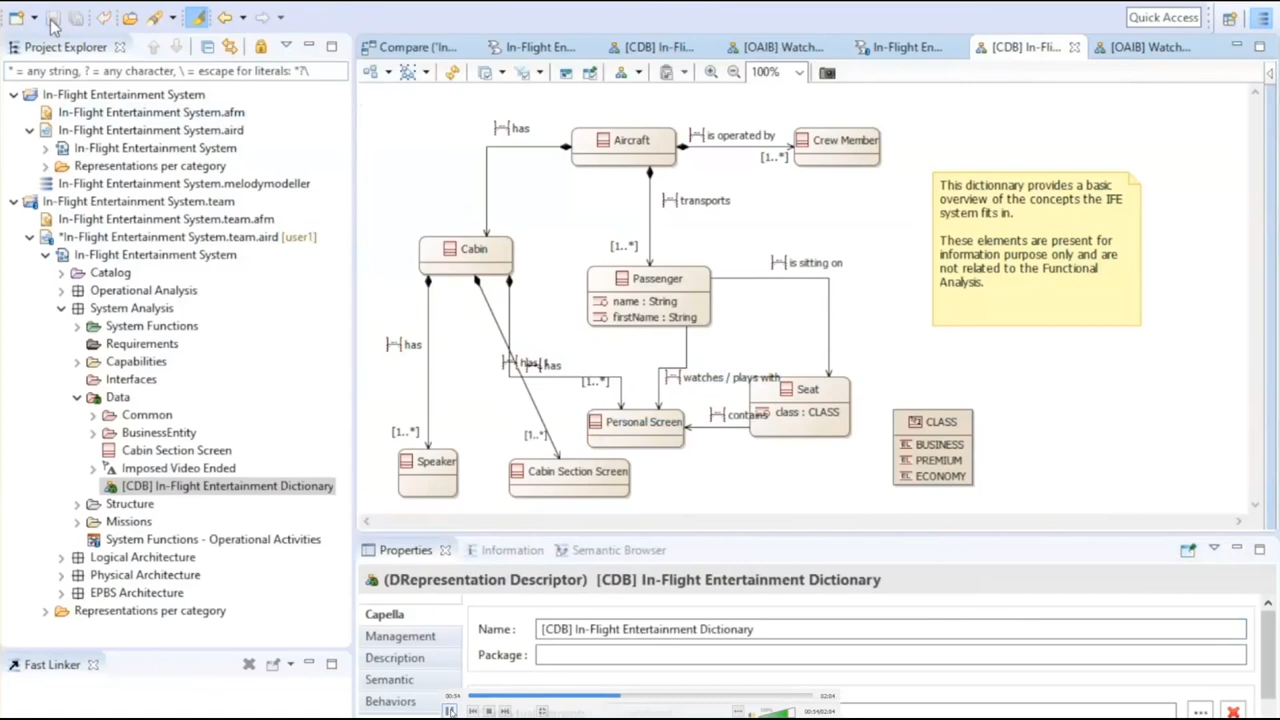 Quick Access
Project Explorer
Compare ('In...
In-Flight En...
[CDB] In-Fli...
[OAIB] Watch...
In-Flight En...
[CDB] In-Fli...
[OAIB] Watch...
* = any string, ? = any character, \ = escape for literals: *?\
100%
In-Flight Entertainment System
In-Flight Entertainment System.afm
In-Flight Entertainment System.aird
In-Flight Entertainment System
Representations per category
In-Flight Entertainment System.melodymodeller
In-Flight Entertainment System.team
In-Flight Entertainment System.team.afm
*In-Flight Entertainment System.team.aird [user1]
In-Flight Entertainment System
Catalog
Operational Analysis
System Analysis
System Functions
Requirements
Capabilities
Interfaces
Data
Common
BusinessEntity
Cabin Section Screen
Imposed Video Ended
[CDB] In-Flight Entertainment Dictionary
Structure
Missions
System Functions - Operational Activities
Logical Architecture
Physical Architecture
EPBS Architecture
Representations per category
Fast Linker
has
Aircraft
is operated by
[1..*]
Crew Member
transports
[1..*]
Cabin
Passenger
name : String
firstName : String
is sitting on
has
has
[1..*]
watches / plays with
Seat
class : CLASS
contains
Personal Screen
[1..*]
[1..*]
Speaker
Cabin Section Screen
CLASS
BUSINESS
PREMIUM
ECONOMY
This dictionnary provides a basic
overview of the concepts the IFE
system fits in.
These elements are present for
information purpose only and are
not related to the Functional
Analysis.
Properties
Information
Semantic Browser
(DRepresentation Descriptor) [CDB] In-Flight Entertainment Dictionary
Capella
Management
Description
Semantic
Behaviors
Name :
[CDB] In-Flight Entertainment Dictionary
Package :
00:54
02:04
00:54/02:04